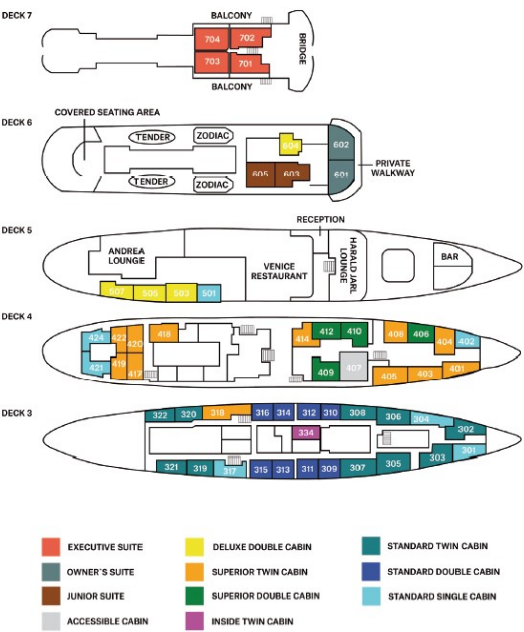 DECK 7
BALCONY
704 702
703 701
BRIDGE
BALCONY
DECK 6
COVERED SEATING AREA
TENDER ZODIAC
604 602
605 603 601
TENDER ZODIAC
PRIVATE
WALKWAY
DECK 5
RECEPTION
ANDREA
LOUNGE
VENICE
RESTAURANT
HARALD JARL
LOUNGE
BAR
507 505 503 501
DECK 4
424 422 420 418 414 412 410 408 406 404 402
421 419 417 409 407 405 403 401
DECK 3
322 320 318 316 314 312 310 308 306 304 302
334
321 319 317 315 313 311 309 307 305 303 301
EXECUTIVE SUITE
OWNER'S SUITE
JUNIOR SUITE
ACCESSIBLE CABIN
DELUXE DOUBLE CABIN
SUPERIOR TWIN CABIN
SUPERIOR DOUBLE CABIN
INSIDE TWIN CABIN
STANDARD TWIN CABIN
STANDARD DOUBLE CABIN
STANDARD SINGLE CABIN